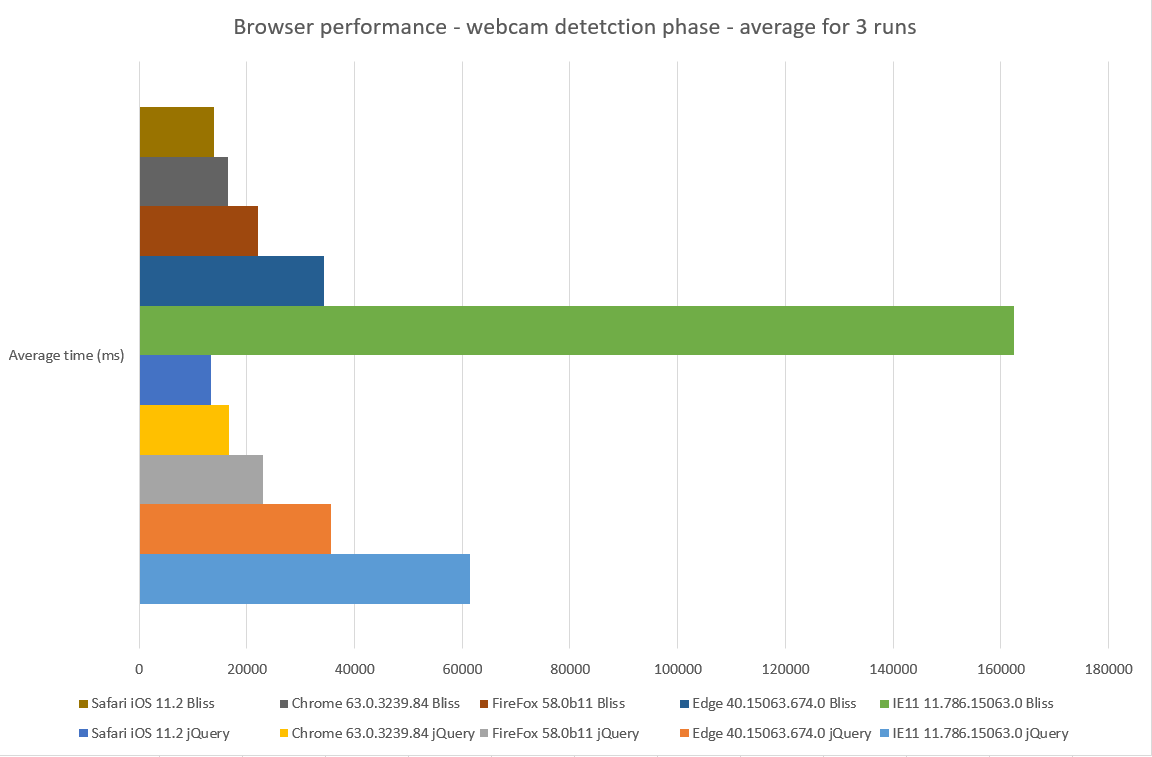 Browser performance - webcam detetction phase - average for 3 runs
Average time (ms)
0 20000 40000 60000 80000 100000 120000 140000 160000 180000
Safari iOS 11.2 Bliss Chrome 63.0.3239.84 Bliss FireFox 58.0b11 Bliss Edge 40.15063.674.0 Bliss IE11 11.786.15063.0 Bliss
Safari iOS 11.2 jQuery Chrome 63.0.3239.84 jQuery FireFox 58.0b11 jQuery Edge 40.15063.674.0 jQuery IE11 11.786.15063.0 jQuery